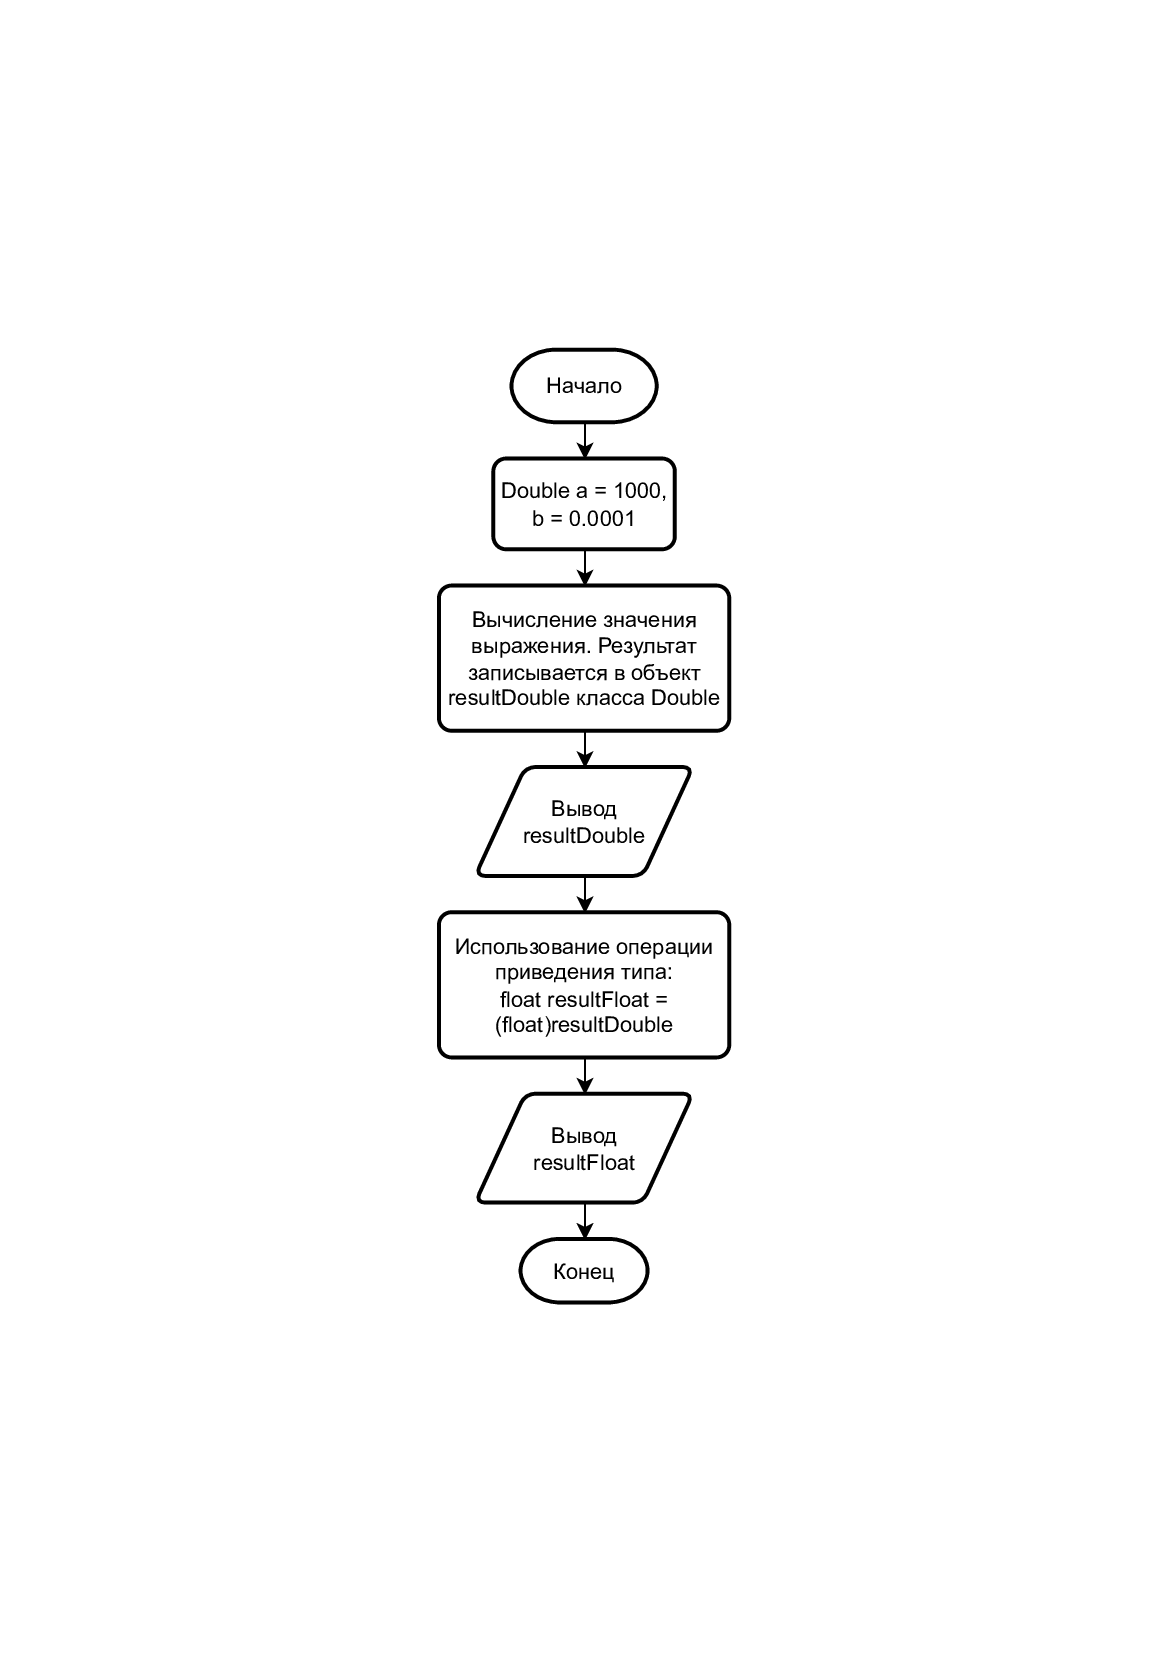 Начало
Double a = 1000,
b = 0.0001
Вычисление значения
выражения. Результат
записывается в объект
resultDouble класса Double
Вывод
resultDouble
Использование операции
приведения типа:
float resultFloat =
(float)resultDouble
Вывод
resultFloat
Конец